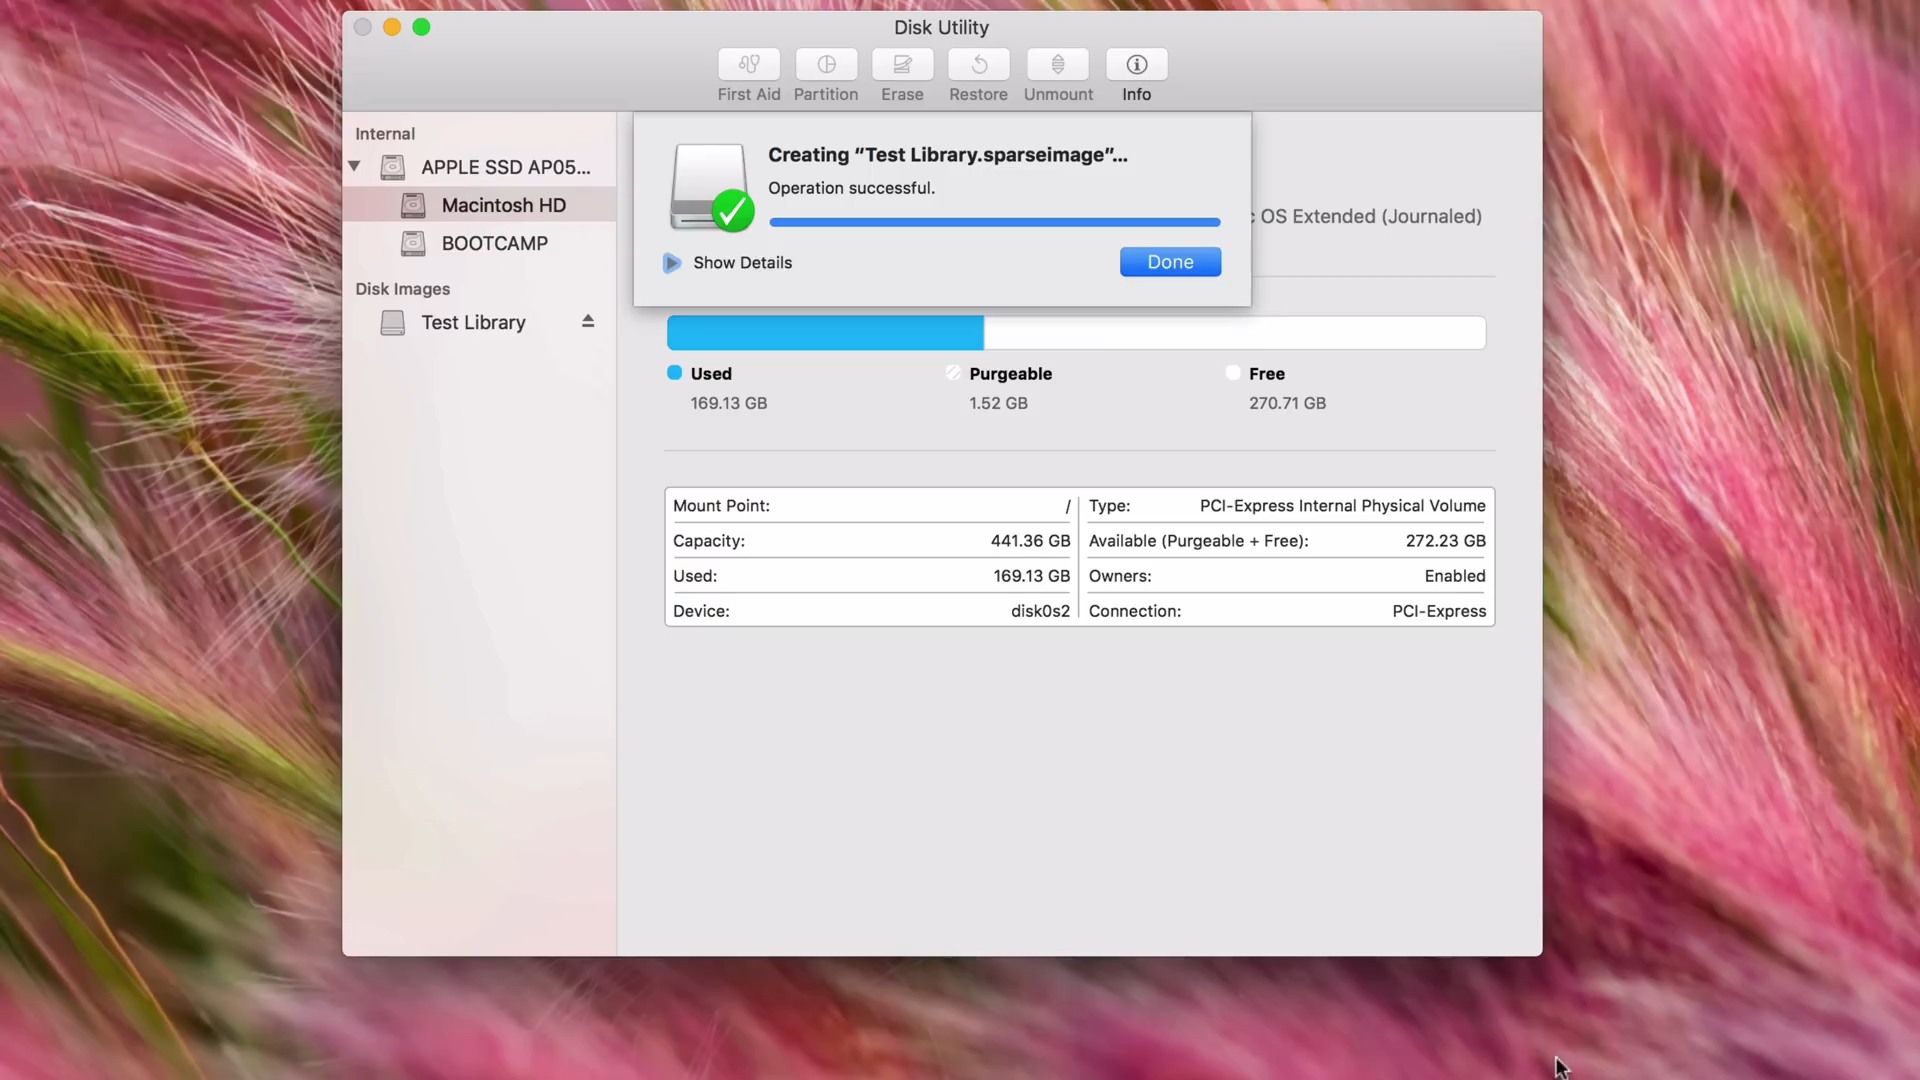 Disk Utility
First Aid
Partition
Erase
Restore
Unmount
Info
Internal
APPLE SSD AP05...
Macintosh HD
BOOTCAMP
Disk Images
Test Library
Creating “Test Library.sparseimage”...
Operation successful.
Show Details
Done
OS Extended (Journaled)
Used
169.13 GB
Purgeable
1.52 GB
Free
270.71 GB
Mount Point: /
Capacity: 441.36 GB
Used: 169.13 GB
Device: disk0s2
Type: PCI-Express Internal Physical Volume
Available (Purgeable + Free): 272.23 GB
Owners: Enabled
Connection: PCI-Express